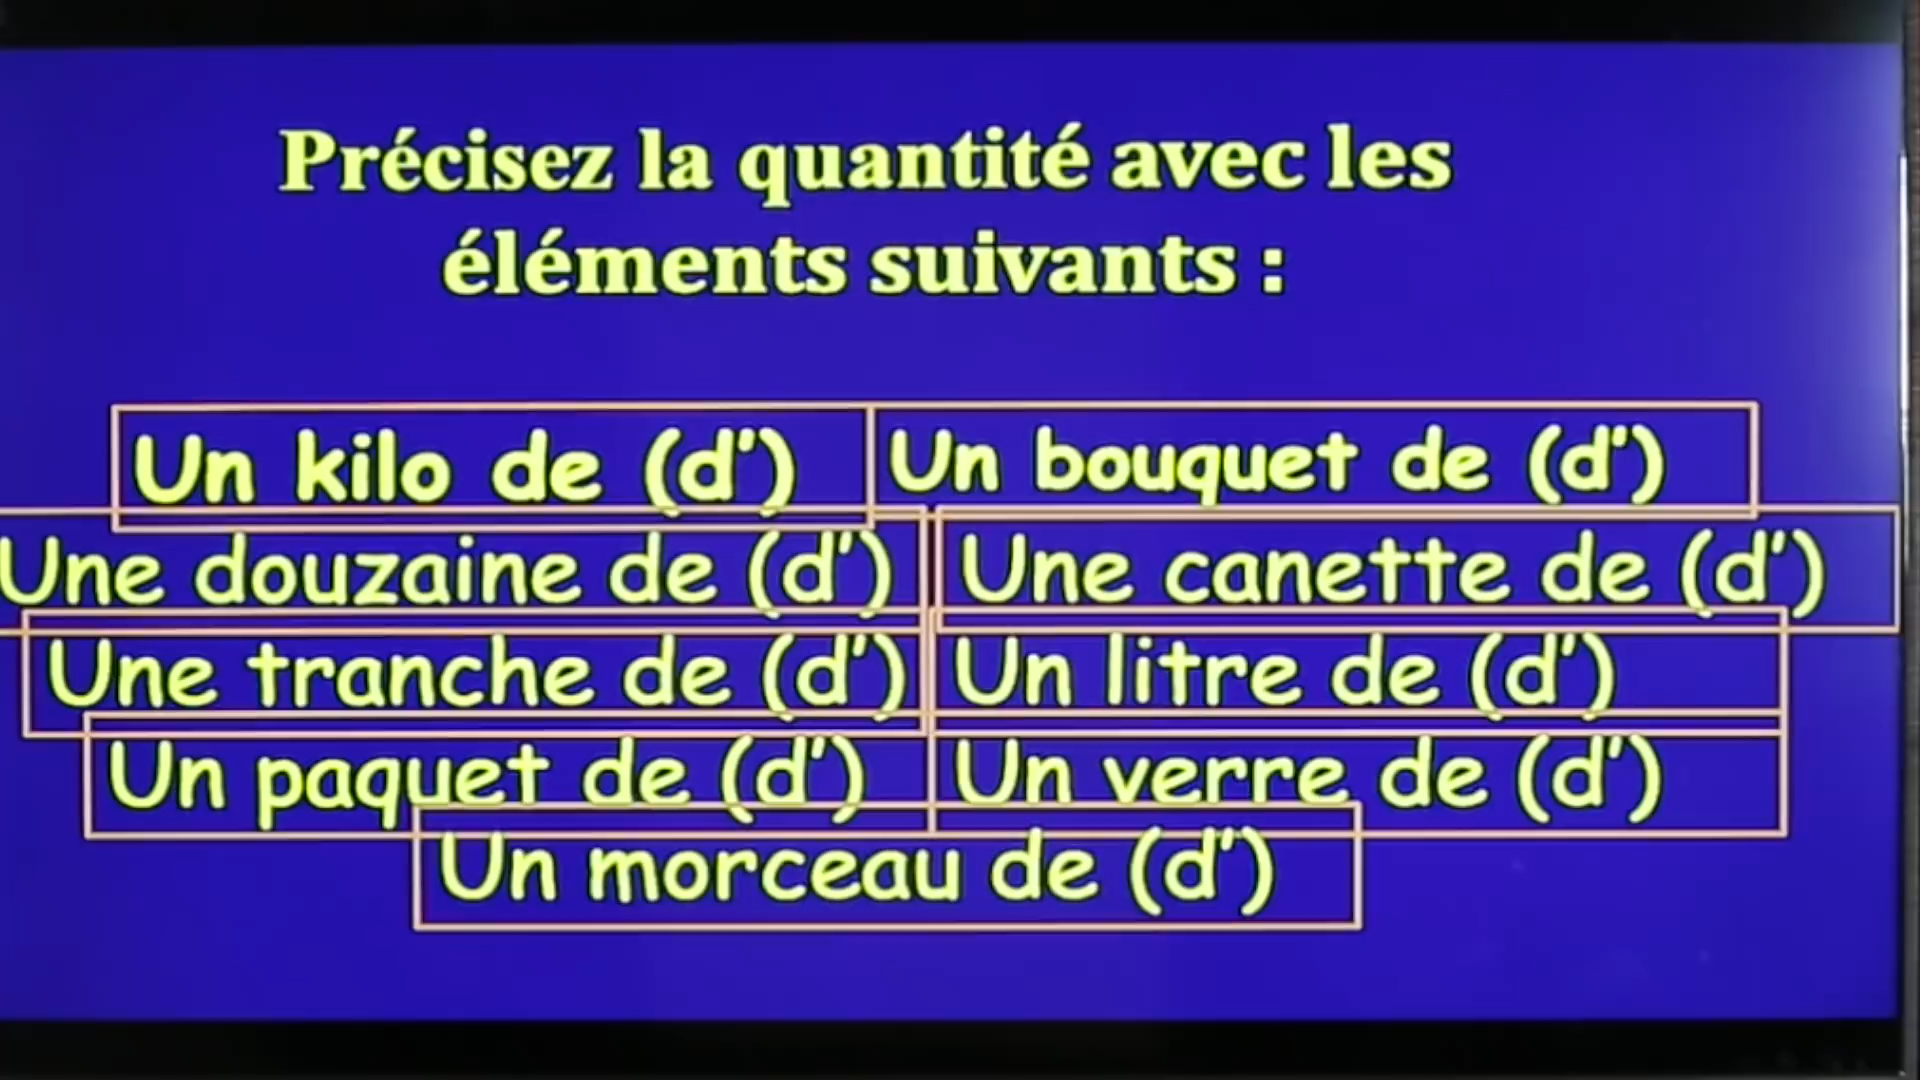 Précisez la quantité avec les
éléments suivants :
Un kilo de (d')
Un bouquet de (d')
Une douzaine de (d')
Une canette de (d')
Une tranche de (d')
Un litre de (d')
Un paquet de (d')
Un verre de (d')
Un morceau de (d')